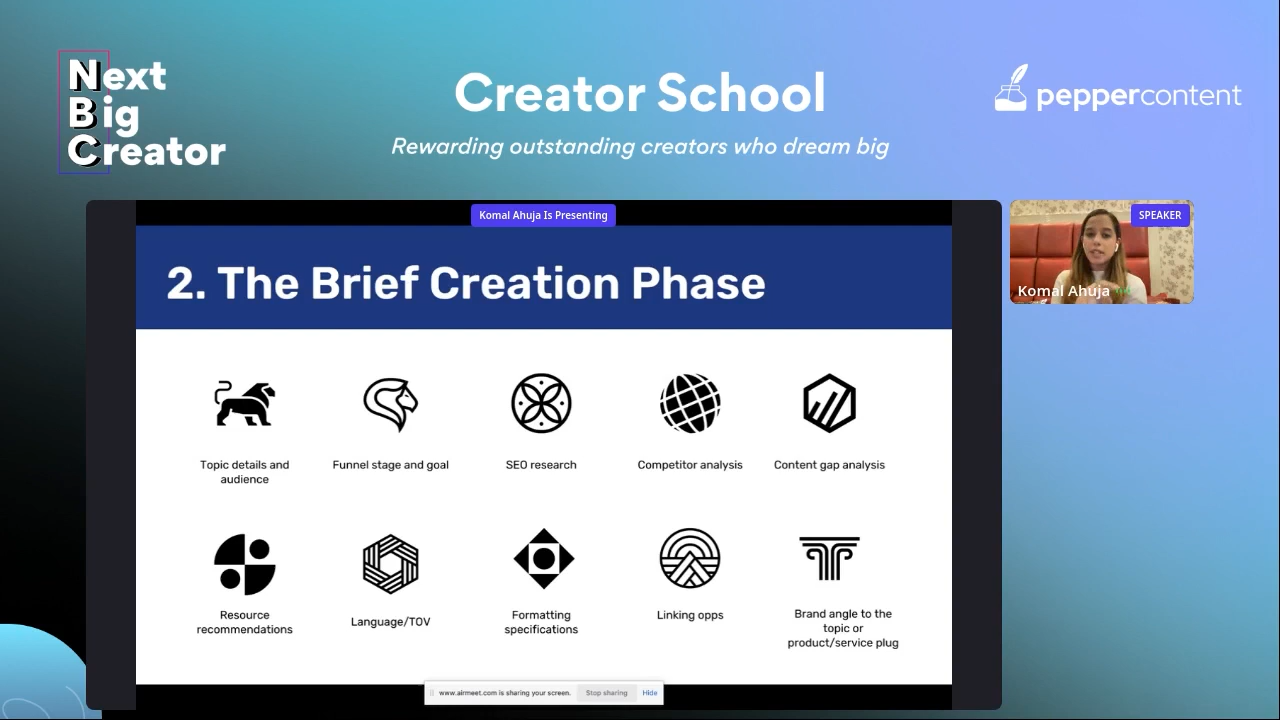 Next
Big
Creator
Creator School
Rewarding outstanding creators who dream big
peppercontent
Komal Ahuja Is Presenting
SPEAKER
Komal Ahuja
2. The Brief Creation Phase
Topic details and
audience
Funnel stage and goal
SEO research
Competitor analysis
Content gap analysis
Resource
recommendations
Language/TOV
Formatting
specifications
Linking opps
Brand angle to the
topic or
product/service plug
www.airmeet.com is sharing your screen.
Stop sharing
Hide